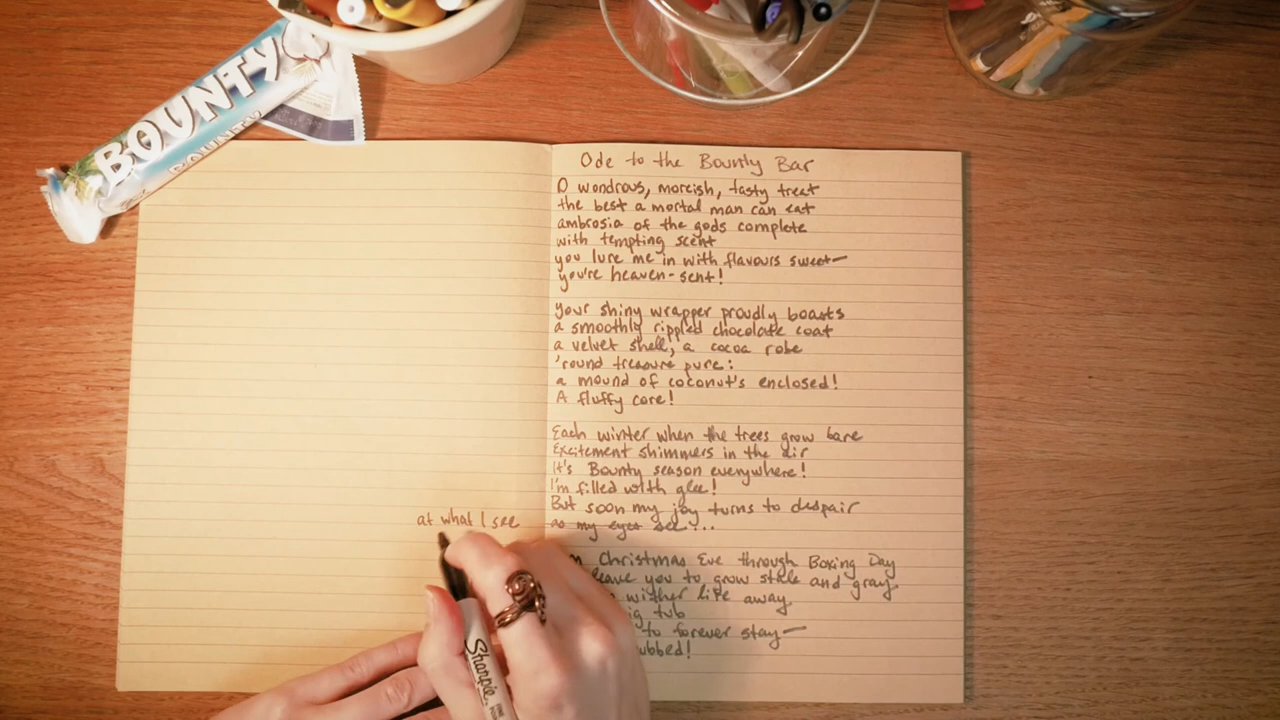 BOUNTY
BOUNTY
Ode to the Bounty Bar
O wondrous, moreish, tasty treat
the best a mortal man can eat
ambrosia of the gods complete
with tempting scent
you lure me in with flavours sweet—
you're heaven-sent!
Your shiny wrapper proudly boasts
a smoothly rippled chocolate coat
a velvet shell, a cocoa robe
'round treasure pure:
a mound of coconut's enclosed!
A fluffy core!
Each winter when the trees grow bare
Excitement shimmers in the air
It's Bounty season everywhere!
I'm filled with glee!
But soon my joy turns to despair
as my eyes see...
at what I see
Christmas Eve through Boxing Day
leave you to grow stale and gray
wither life away
tub
to forever stay—
Sharpie
FINE